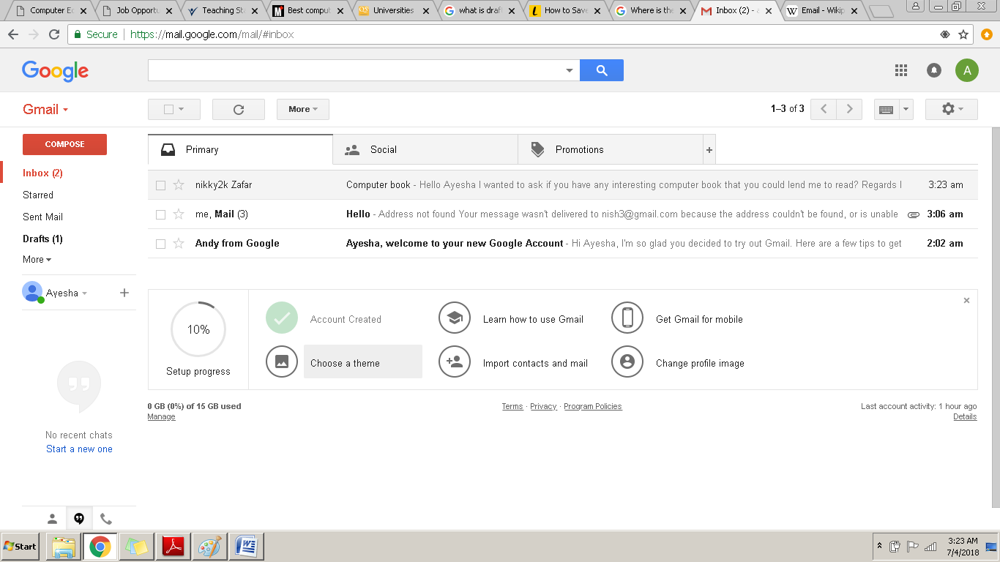 Computer Ee Job Opportu Teaching Sta Best comput Universities what is draf How to Save Where is the Inbox (2) - a Email - Wikip
Secure https://mail.google.com/mail/#inbox
Google A
Gmail More 1–3 of 3
COMPOSE
Primary Social Promotions +
Inbox (2)
Starred
Sent Mail
Drafts (1)
More
nikky2k Zafar Computer book - Hello Ayesha I wanted to ask if you have any interesting computer book that you could lend me to read? Regards I 3:23 am
me, Mail (3) Hello - Address not found Your message wasn't delivered to nish3@gmail.com because the address couldn't be found, or is unable 3:06 am
Andy from Google Ayesha, welcome to your new Google Account - Hi Ayesha, I'm so glad you decided to try out Gmail. Here are a few tips to get 2:02 am
Ayesha +
10%
Setup progress
Account Created Learn how to use Gmail Get Gmail for mobile
Choose a theme Import contacts and mail Change profile image
0 GB (0%) of 15 GB used Terms · Privacy · Program Policies Last account activity: 1 hour ago
Manage Details
No recent chats
Start a new one
Start 3:23 AM
7/4/2018